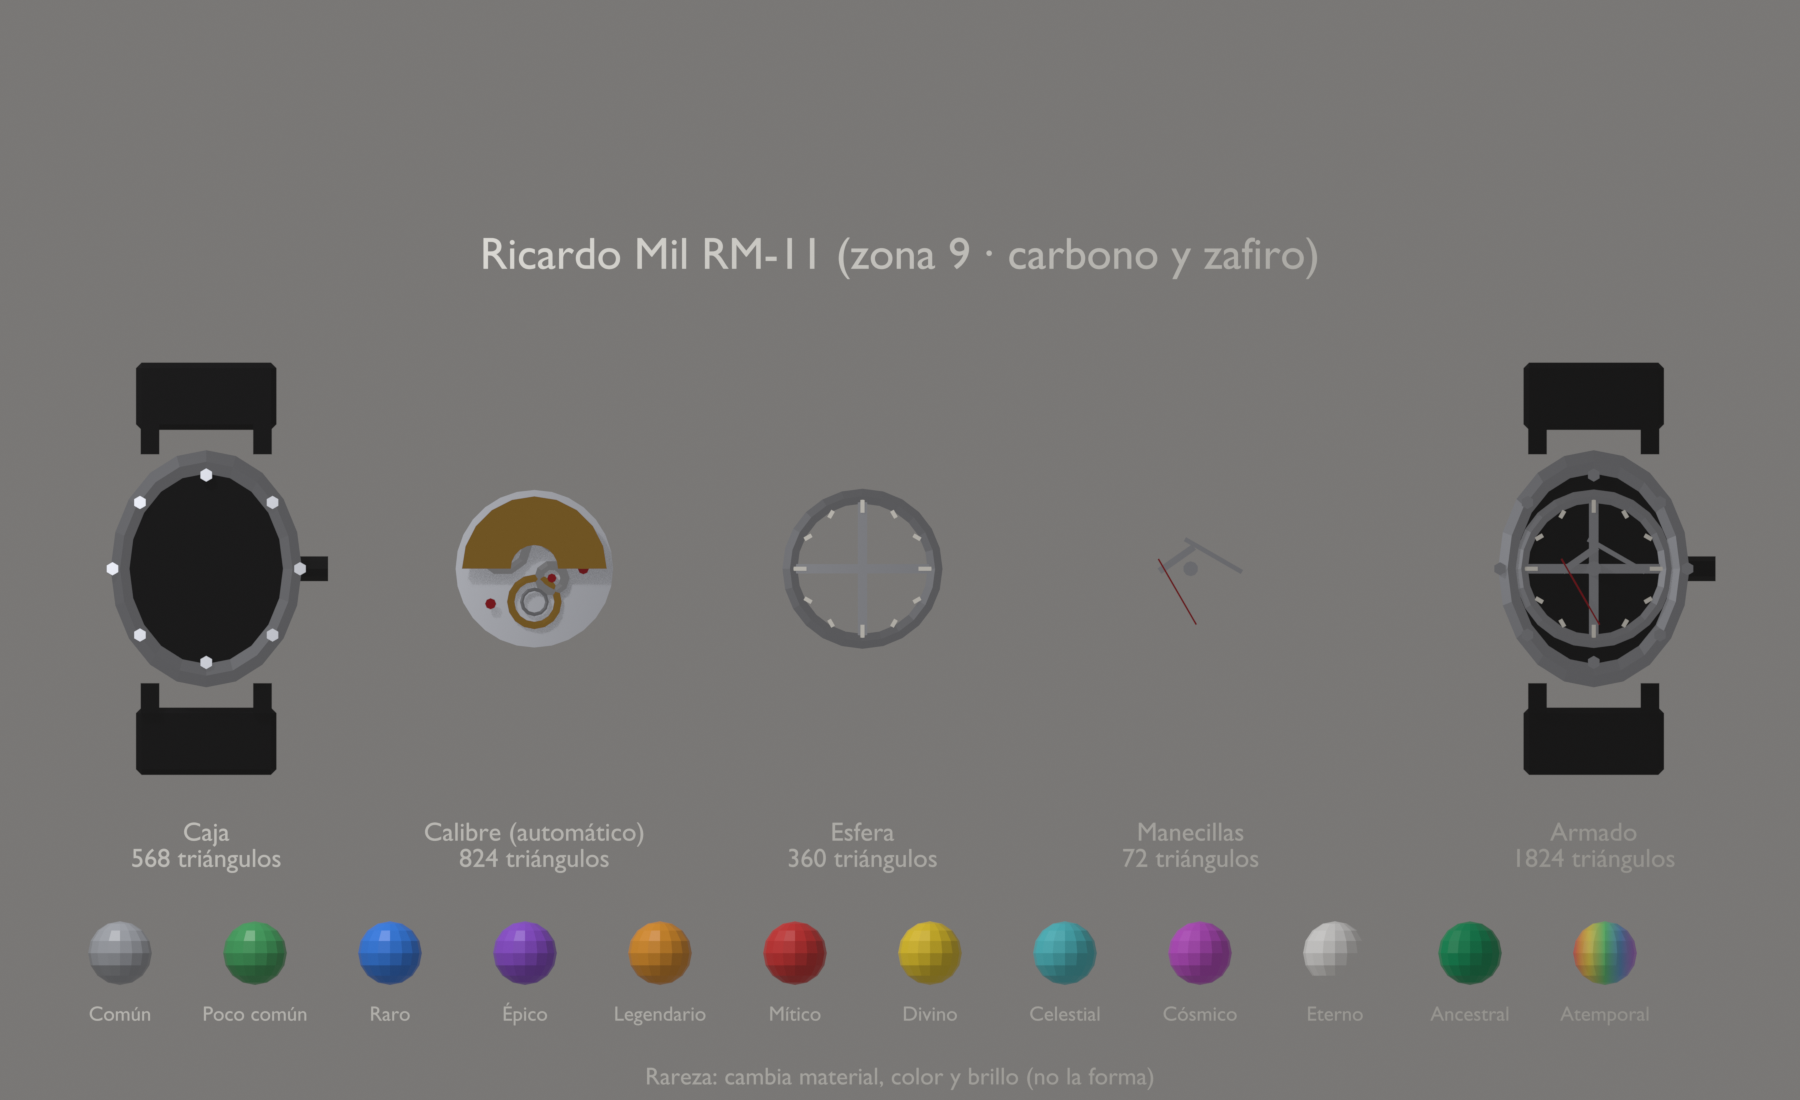 Ricardo Mil RM-11 (zona 9 · carbono y zafiro)
Caja
568 triángulos
Calibre (automático)
824 triángulos
Esfera
360 triángulos
Manecillas
72 triángulos
Armado
1824 triángulos
Común
Poco común
Raro
Épico
Legendario
Mítico
Divino
Celestial
Cósmico
Eterno
Ancestral
Atemporal
Rareza: cambia material, color y brillo (no la forma)